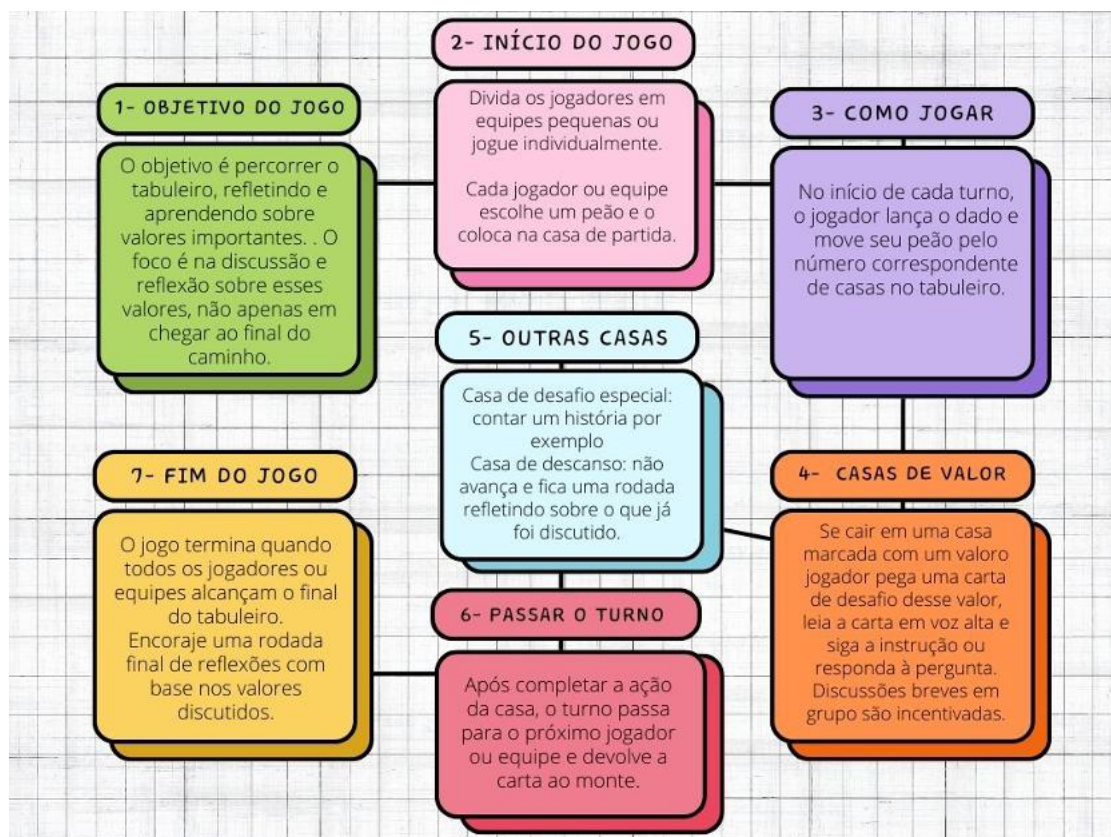 1- OBJETIVO DO JOGO
O objetivo é percorrer o
tabuleiro, refletindo e
aprendendo sobre
valores importantes. . O
foco é na discussão e
reflexão sobre esses
valores, não apenas em
chegar ao final do
caminho.
2- INÍCIO DO JOGO
Divida os jogadores em
equipes pequenas ou
jogue individualmente.
Cada jogador ou equipe
escolhe um peão e o
coloca na casa de partida.
3- COMO JOGAR
No início de cada turno,
o jogador lança o dado e
move seu peão pelo
número correspondente
de casas no tabuleiro.
4- CASAS DE VALOR
Se cair em uma casa
marcada com um valoro
jogador pega uma carta
de desafio desse valor,
leia a carta em voz alta e
siga a instrução ou
responda à pergunta.
Discussões breves em
grupo são incentivadas.
5- OUTRAS CASAS
Casa de desafio especial:
contar um história por
exemplo
Casa de descanso: não
avança e fica uma rodada
refletindo sobre o que já
foi discutido.
6- PASSAR O TURNO
Após completar a ação
da casa, o turno passa
para o próximo jogador
ou equipe e devolve a
carta ao monte.
7- FIM DO JOGO
O jogo termina quando
todos os jogadores ou
equipes alcançam o final
do tabuleiro.
Encoraje uma rodada
final de reflexões com
base nos valores
discutidos.